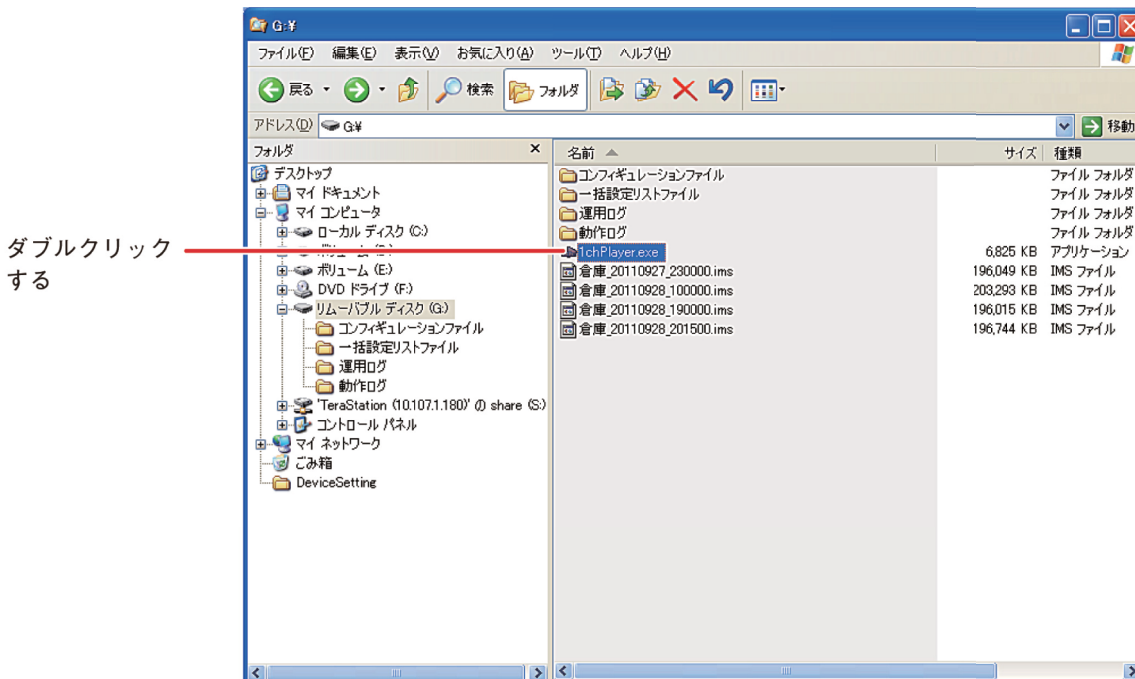 G:¥
ファイル(F) 編集(E) 表示(V) お気に入り(A) ツール(T) ヘルプ(H)
戻る 検索 フォルダ
アドレス(D) G:¥ 移動
フォルダ ×
デスクトップ
マイ ドキュメント
マイ コンピュータ
ローカル ディスク (C:)
ボリューム (E:)
DVD ドライブ (F:)
リムーバブル ディスク (G:)
コンフィギュレーションファイル
一括設定リストファイル
運用ログ
動作ログ
'TeraStation (10.107.1.180)' の share (S:)
コントロール パネル
マイ ネットワーク
ごみ箱
DeviceSetting
名前 サイズ 種類
コンフィギュレーションファイル ファイル フォルダ
一括設定リストファイル ファイル フォルダ
運用ログ ファイル フォルダ
動作ログ ファイル フォルダ
1chPlayer.exe 6,825 KB アプリケーション
倉庫_20110927_230000.ims 196,049 KB IMS ファイル
倉庫_20110928_100000.ims 203,293 KB IMS ファイル
倉庫_20110928_190000.ims 196,015 KB IMS ファイル
倉庫_20110928_201500.ims 196,744 KB IMS ファイル
ダブルクリック
する